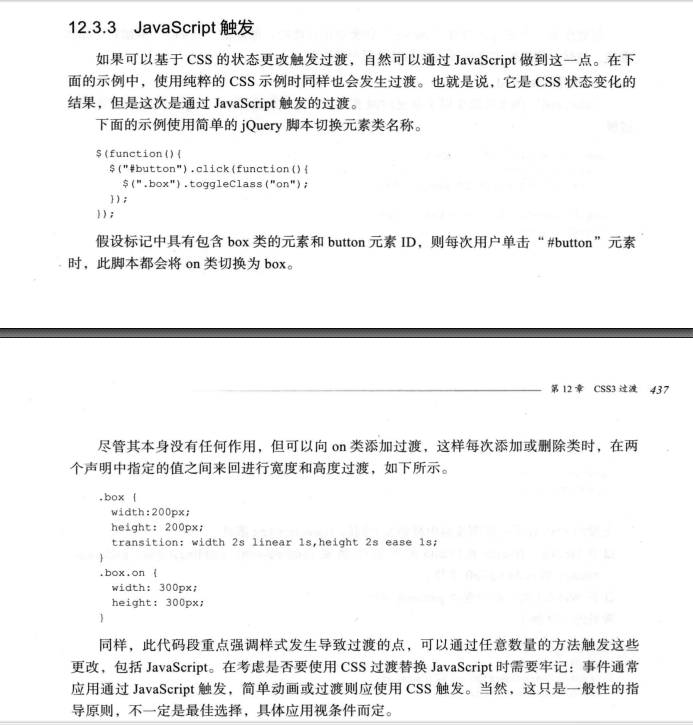 12.3.3 JavaScript 触发
如果可以基于 CSS 的状态更改触发过渡，自然可以通过 JavaScript 做到这一点。在下
面的示例中，使用纯粹的 CSS 示例时同样也会发生过渡。也就是说，它是 CSS 状态变化的
结果，但是这次是通过 JavaScript 触发的过渡。
下面的示例使用简单的 jQuery 脚本切换元素类名称。
$(function(){
$("#button").click(function(){
$(".box").toggleClass("on");
});
});
假设标记中具有包含 box 类的元素和 button 元素 ID，则每次用户单击“#button”元素
时，此脚本都会将 on 类切换为 box。
第 12 章 CSS3 过渡 437
尽管其本身没有任何作用，但可以向 on 类添加过渡，这样每次添加或删除类时，在两
个声明中指定的值之间来回进行宽度和高度过渡，如下所示。
.box {
width:200px;
height: 200px;
transition: width 2s linear 1s,height 2s ease 1s;
}
.box.on {
width: 300px;
height: 300px;
}
同样，此代码段重点强调样式发生导致过渡的点，可以通过任意数量的方法触发这些
更改，包括 JavaScript。在考虑是否要使用 CSS 过渡替换 JavaScript 时需要牢记：事件通常
应用通过 JavaScript 触发，简单动画或过渡则应使用 CSS 触发。当然，这只是一般性的指
导原则，不一定是最佳选择，具体应用视条件而定。